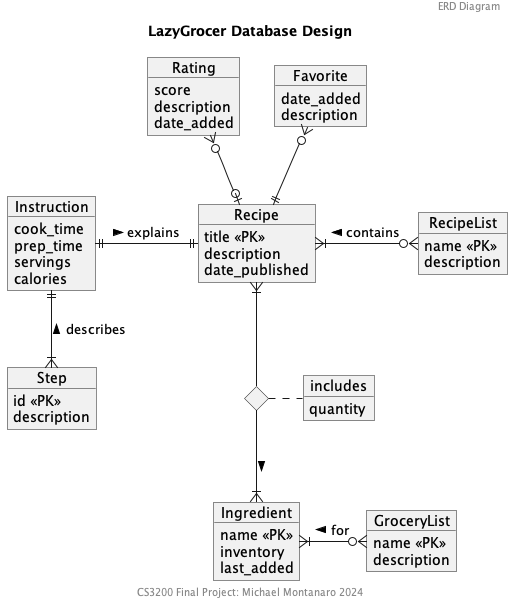 ERD Diagram
LazyGrocer Database Design
Rating
score
description
date_added
Favorite
date_added
description
Instruction
cook_time
prep_time
servings
calories
explains
Recipe
title «PK»
description
date_published
contains
RecipeList
name «PK»
description
describes
Step
id «PK»
description
includes
quantity
Ingredient
name «PK»
inventory
last_added
for
GroceryList
name «PK»
description
CS3200 Final Project: Michael Montanaro 2024